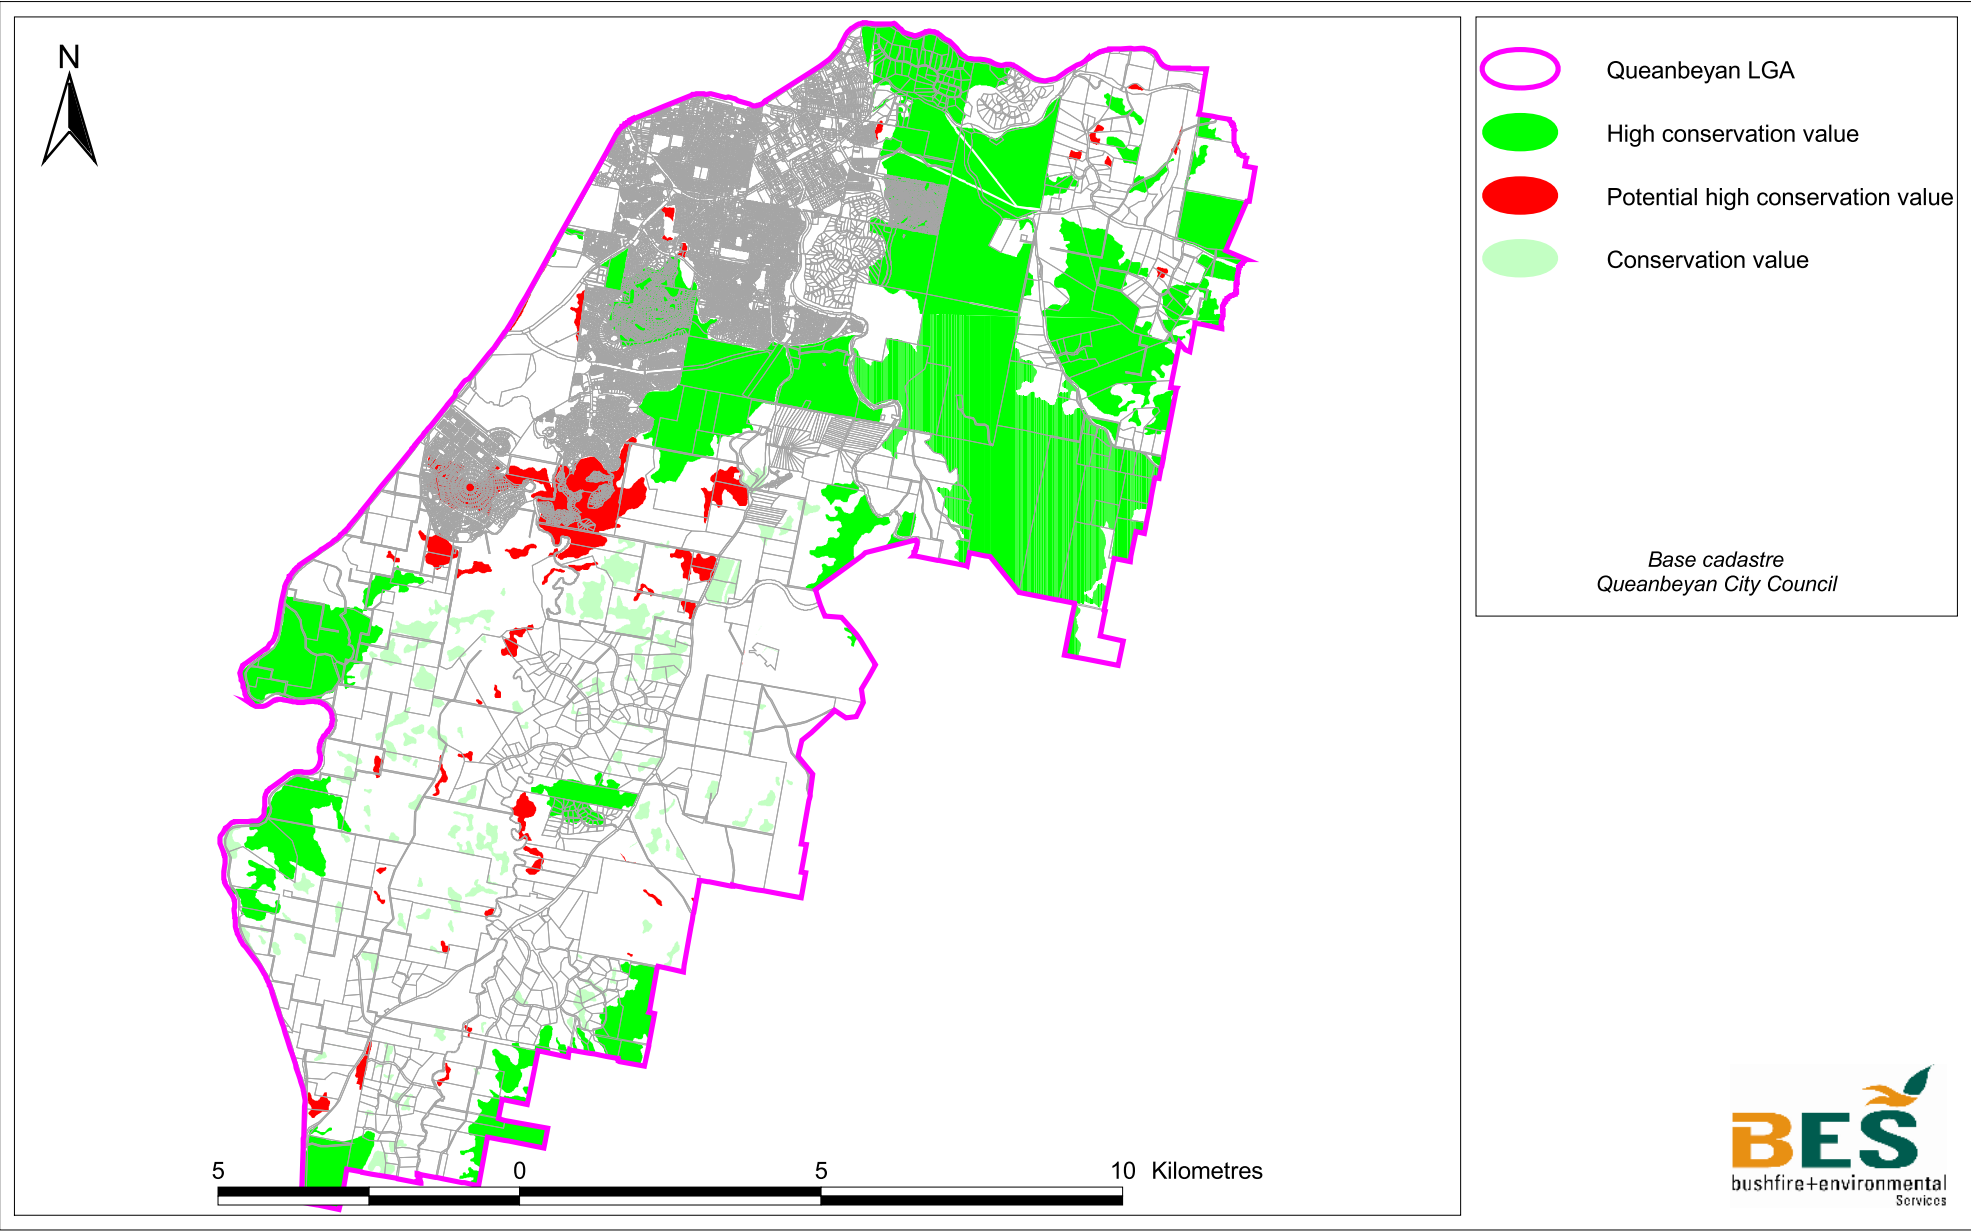 N
Queanbeyan LGA
High conservation value
Potential high conservation value
Conservation value
Base cadastre
Queanbeyan City Council
5 0 5 10 Kilometres
BES
bushfire+environmental
Services